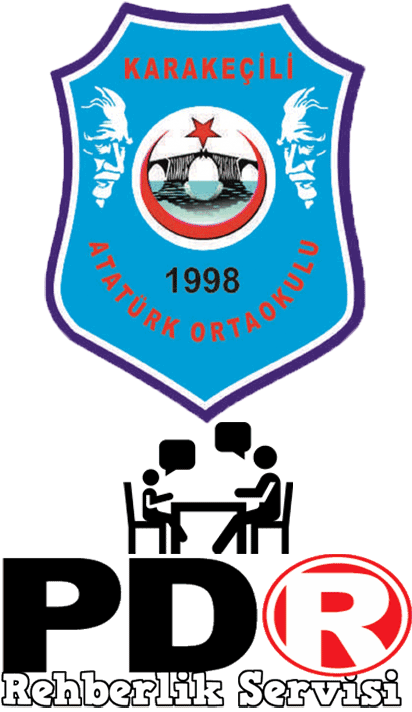 KARAKEÇİLİ
1998
ATATÜRK ORTAOKULU
PDR
Rehberlik Servisi